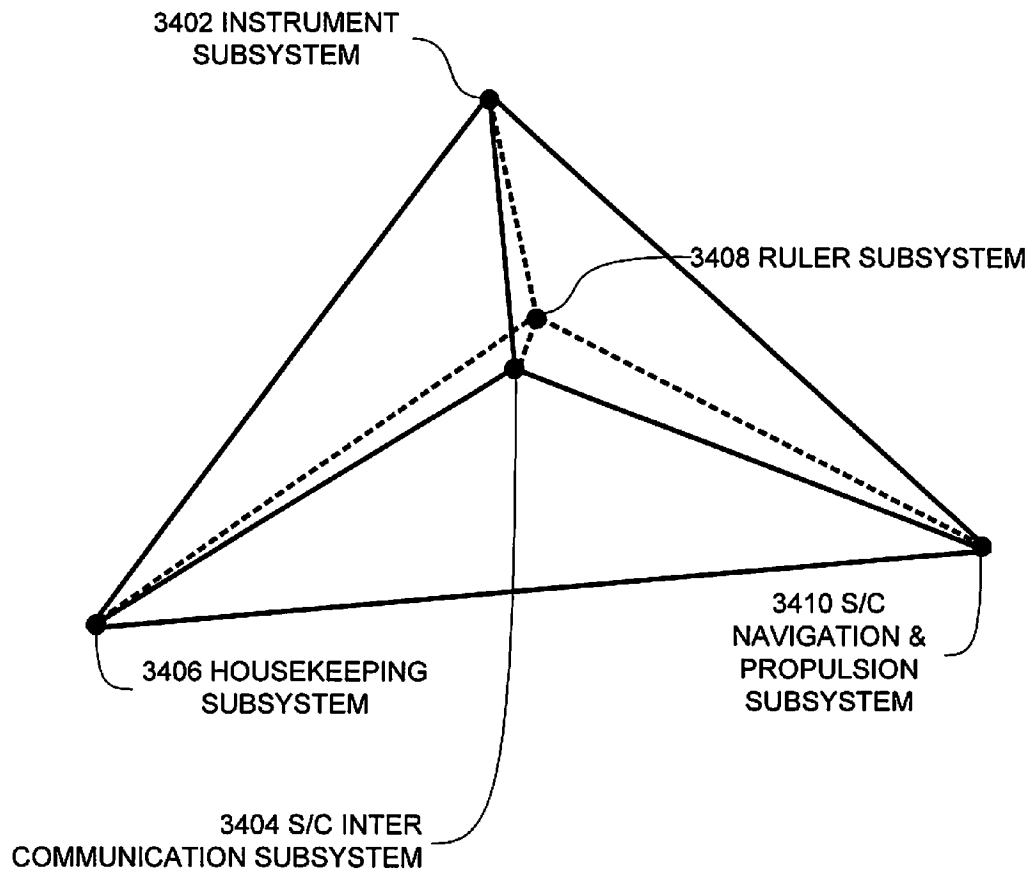 3402 INSTRUMENT
SUBSYSTEM
3408 RULER SUBSYSTEM
3410 S/C
NAVIGATION &
PROPULSION
SUBSYSTEM
3406 HOUSEKEEPING
SUBSYSTEM
3404 S/C INTER
COMMUNICATION SUBSYSTEM